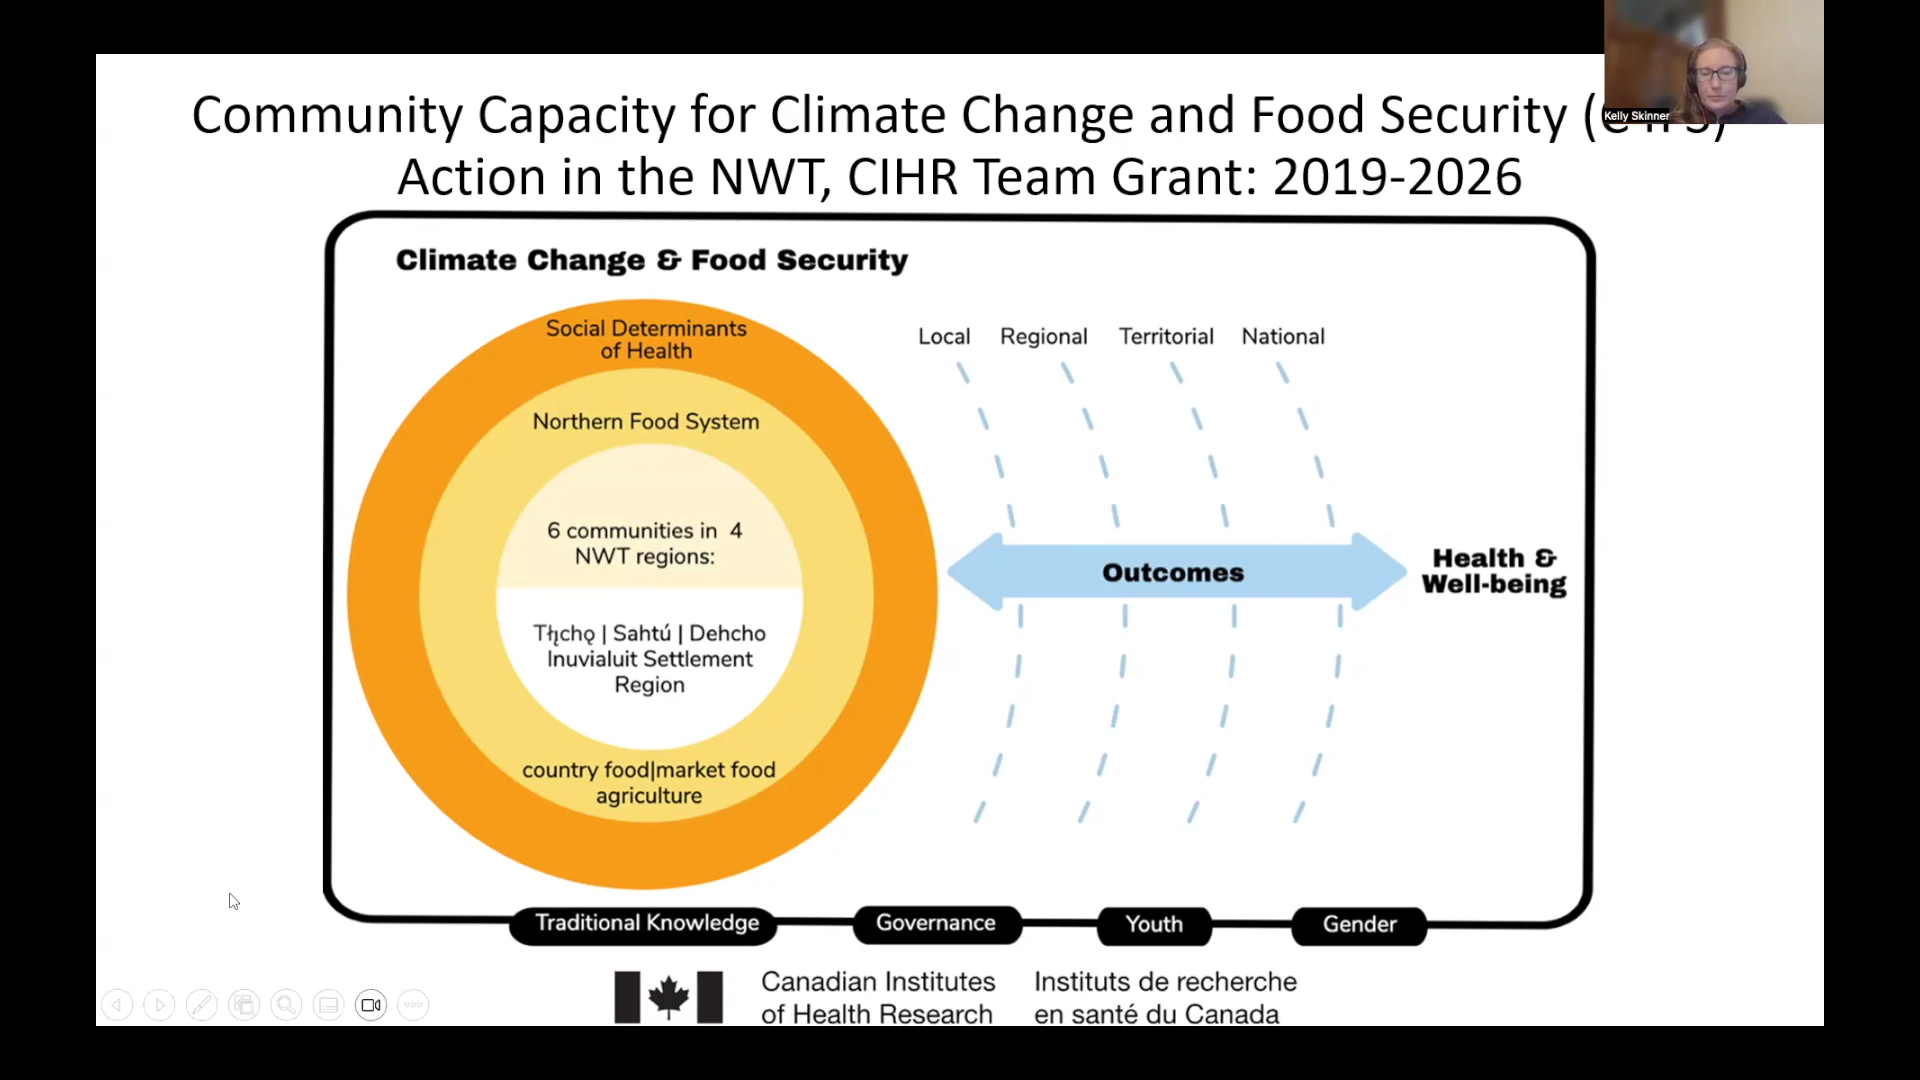 Community Capacity for Climate Change and Food Security
Action in the NWT, CIHR Team Grant: 2019-2026
Kelly Skinner
Climate Change & Food Security
Social Determinants
of Health
Northern Food System
6 communities in 4
NWT regions:
Tłı̨chǫ | Sahtú | Dehcho
Inuvialuit Settlement
Region
country food|market food
agriculture
Local Regional Territorial National
Outcomes
Health &
Well-being
Traditional Knowledge Governance Youth Gender
Canadian Institutes
of Health Research
Instituts de recherche
en santé du Canada